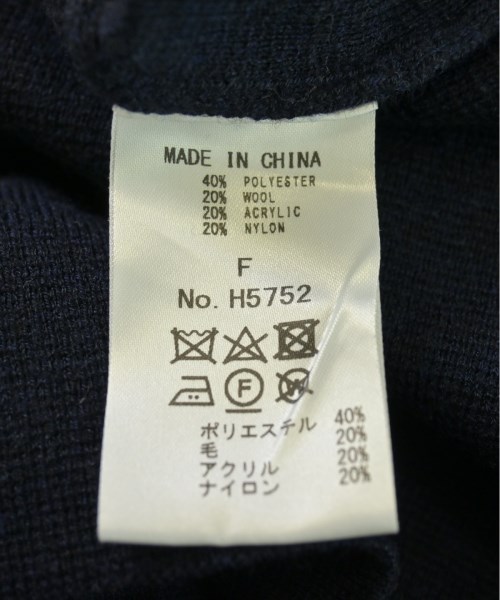 MADE IN CHINA
40% POLYESTER
20% WOOL
20% ACRYLIC
20% NYLON
F
No. H5752
F
W
ポリエステル 40%
毛 20%
アクリル 20%
ナイロン 20%